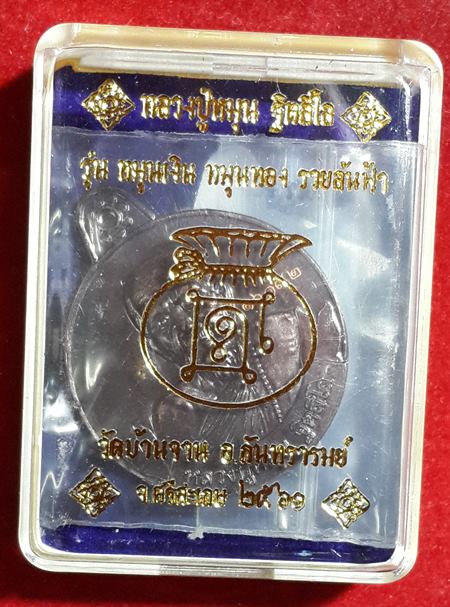 หลวงปู่หมุน ฐิตสีโล
รุ่น หมุนเงิน หมุนทอง รวยล้นฟ้า
วัดบ้านจาน อ.กันทรารมย์
จ.ศรีสะเกษ ๒๕๖๑